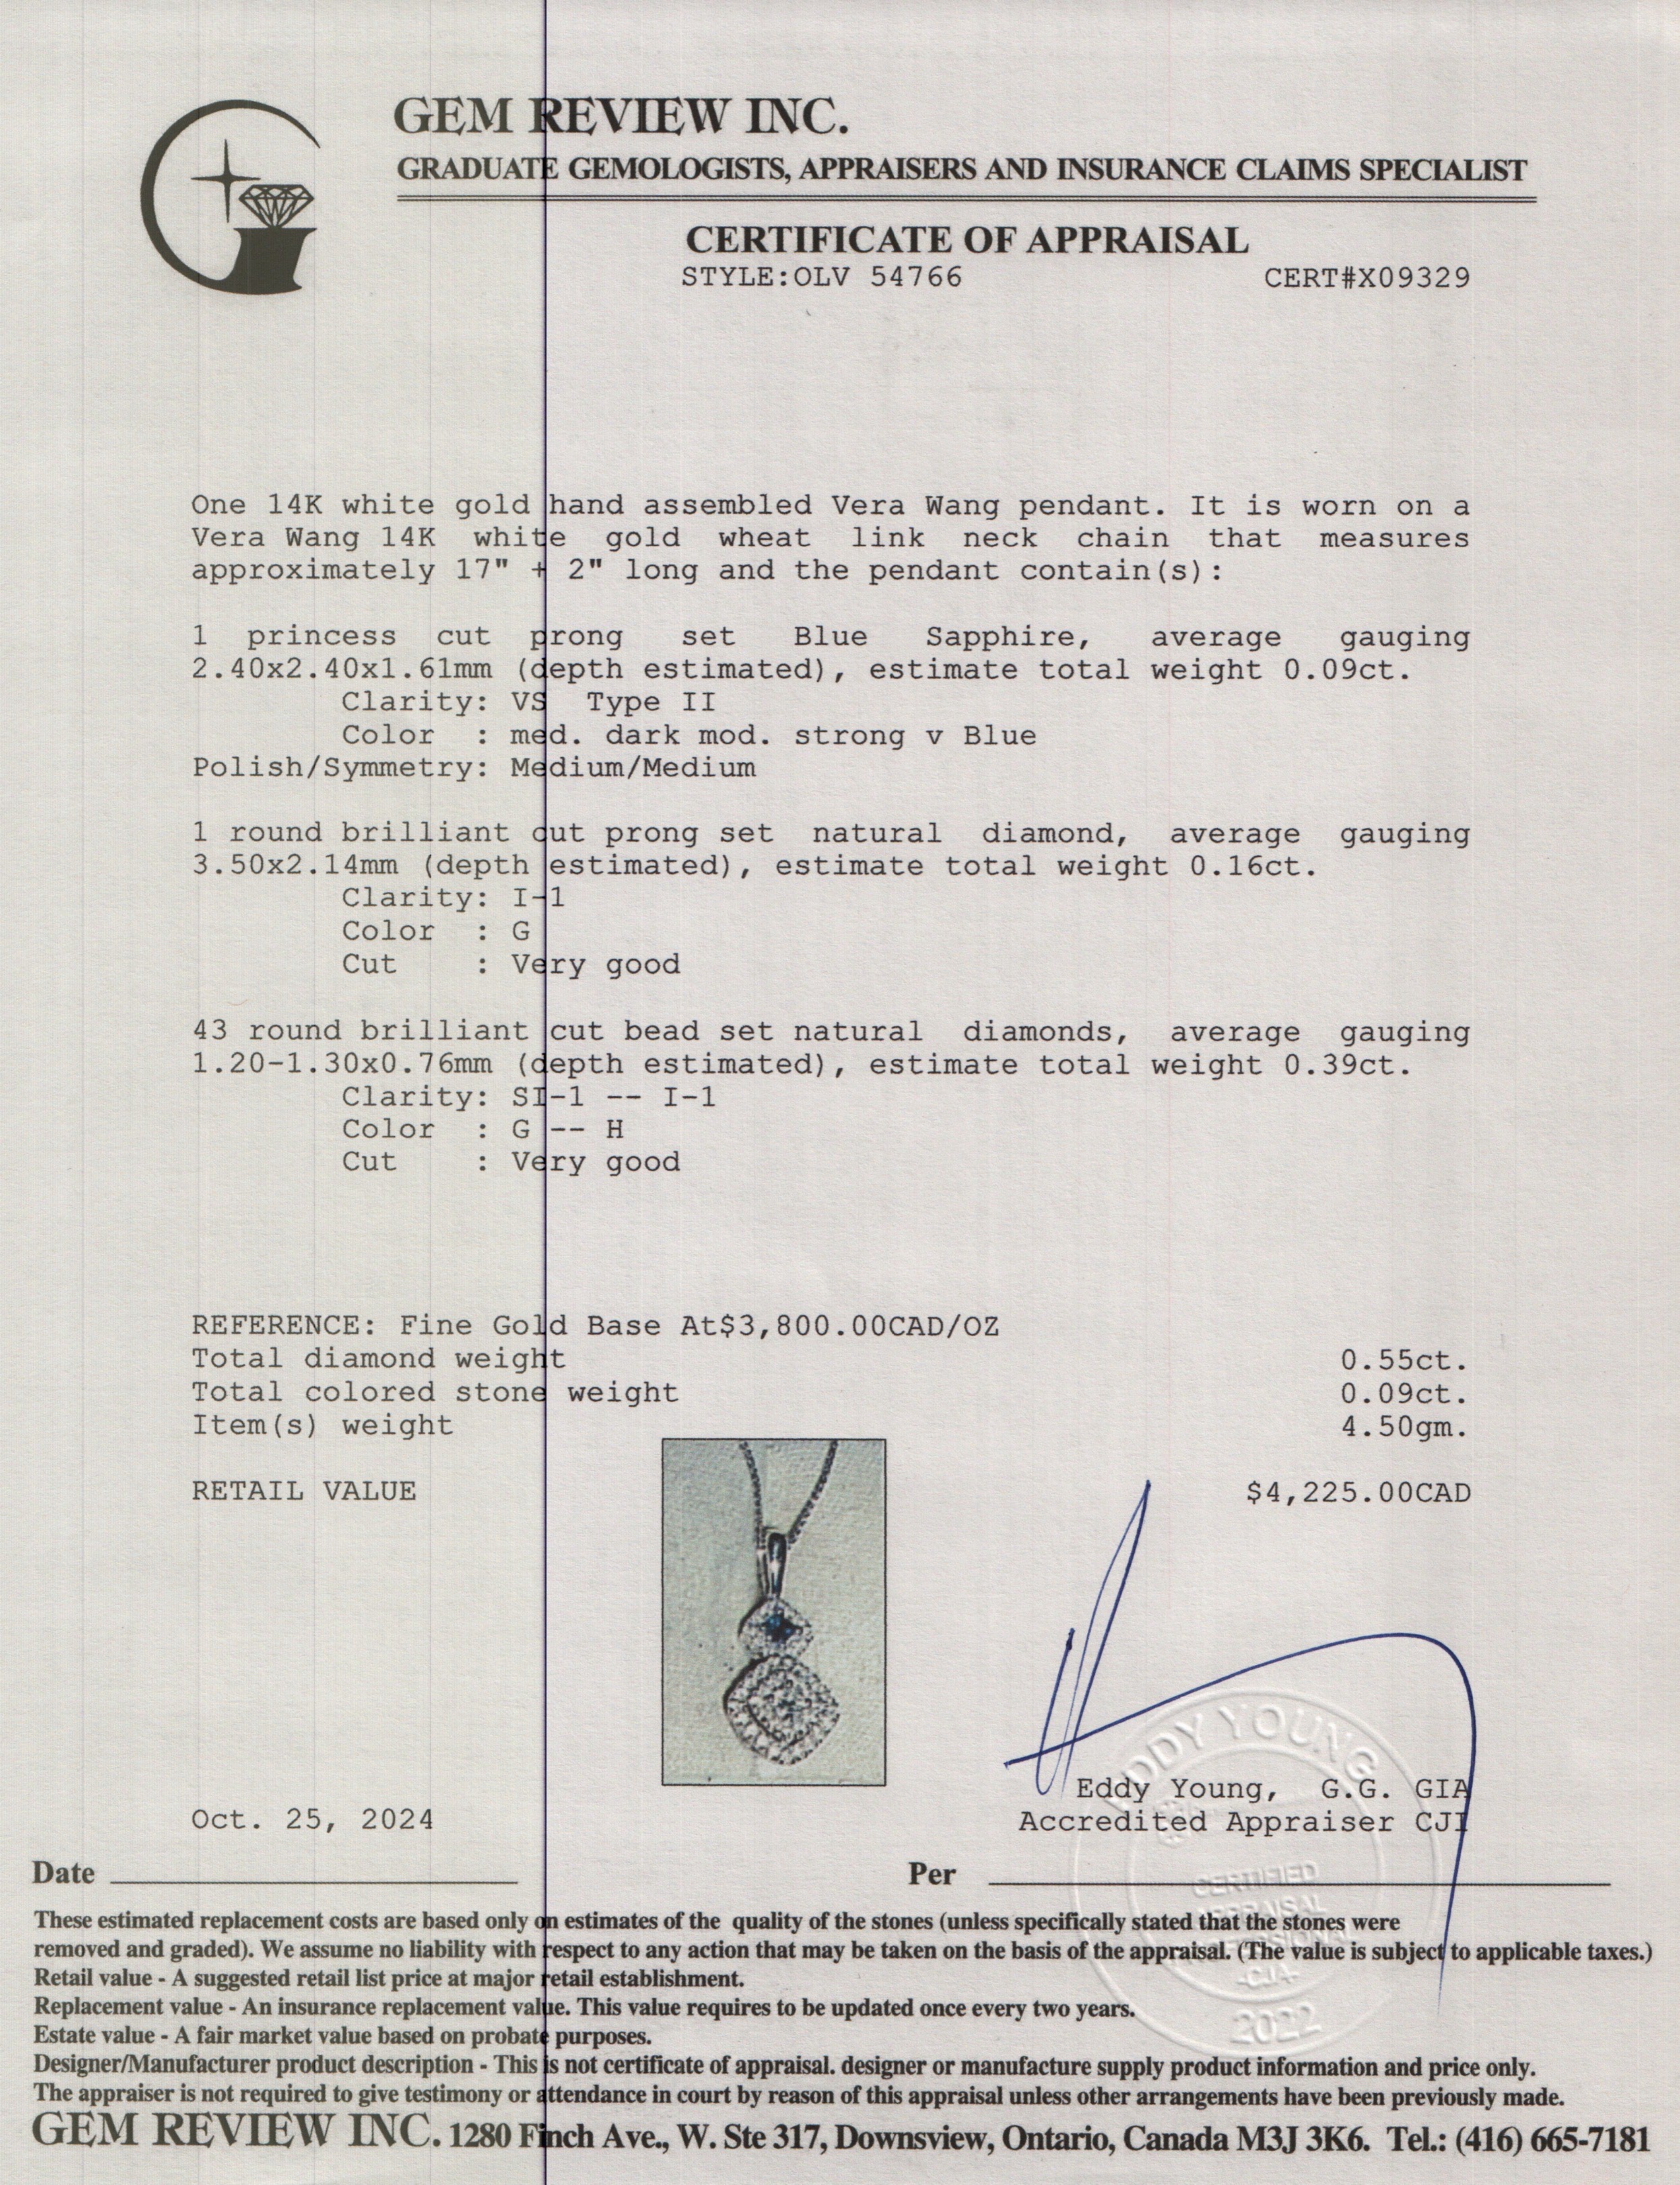 GEM REVIEW INC.
GRADUATE GEMOLOGISTS, APPRAISERS AND INSURANCE CLAIMS SPECIALIST
CERTIFICATE OF APPRAISAL
STYLE:OLV 54766 CERT#X09329
One 14K white gold hand assembled Vera Wang pendant. It is worn on a
Vera Wang 14K white gold wheat link neck chain that measures
approximately 17" + 2" long and the pendant contain(s):
1 princess cut prong set Blue Sapphire, average gauging
2.40x2.40x1.61mm (depth estimated), estimate total weight 0.09ct.
Clarity: VS Type II
Color : med. dark mod. strong v Blue
Polish/Symmetry: Medium/Medium
1 round brilliant cut prong set natural diamond, average gauging
3.50x2.14mm (depth estimated), estimate total weight 0.16ct.
Clarity: I-1
Color : G
Cut : Very good
43 round brilliant cut bead set natural diamonds, average gauging
1.20-1.30x0.76mm (depth estimated), estimate total weight 0.39ct.
Clarity: SI-1 -- I-1
Color : G -- H
Cut : Very good
REFERENCE: Fine Gold Base At$3,800.00CAD/OZ
Total diamond weight 0.55ct.
Total colored stone weight 0.09ct.
Item(s) weight 4.50gm.
RETAIL VALUE $4,225.00CAD
EDDY YOUNG
Eddy Young, G.G. GIA
Oct. 25, 2024 Accredited Appraiser CJI
Date Per
CERTIFIED
APPRAISAL
PROFESSIONAL
-CJA-
2022
These estimated replacement costs are based only on estimates of the quality of the stones (unless specifically stated that the stones were
removed and graded). We assume no liability with respect to any action that may be taken on the basis of the appraisal. (The value is subject to applicable taxes.)
Retail value - A suggested retail list price at major retail establishment.
Replacement value - An insurance replacement value. This value requires to be updated once every two years.
Estate value - A fair market value based on probate purposes.
Designer/Manufacturer product description - This is not certificate of appraisal. designer or manufacture supply product information and price only.
The appraiser is not required to give testimony or attendance in court by reason of this appraisal unless other arrangements have been previously made.
GEM REVIEW INC. 1280 Finch Ave., W. Ste 317, Downsview, Ontario, Canada M3J 3K6. Tel.: (416) 665-7181